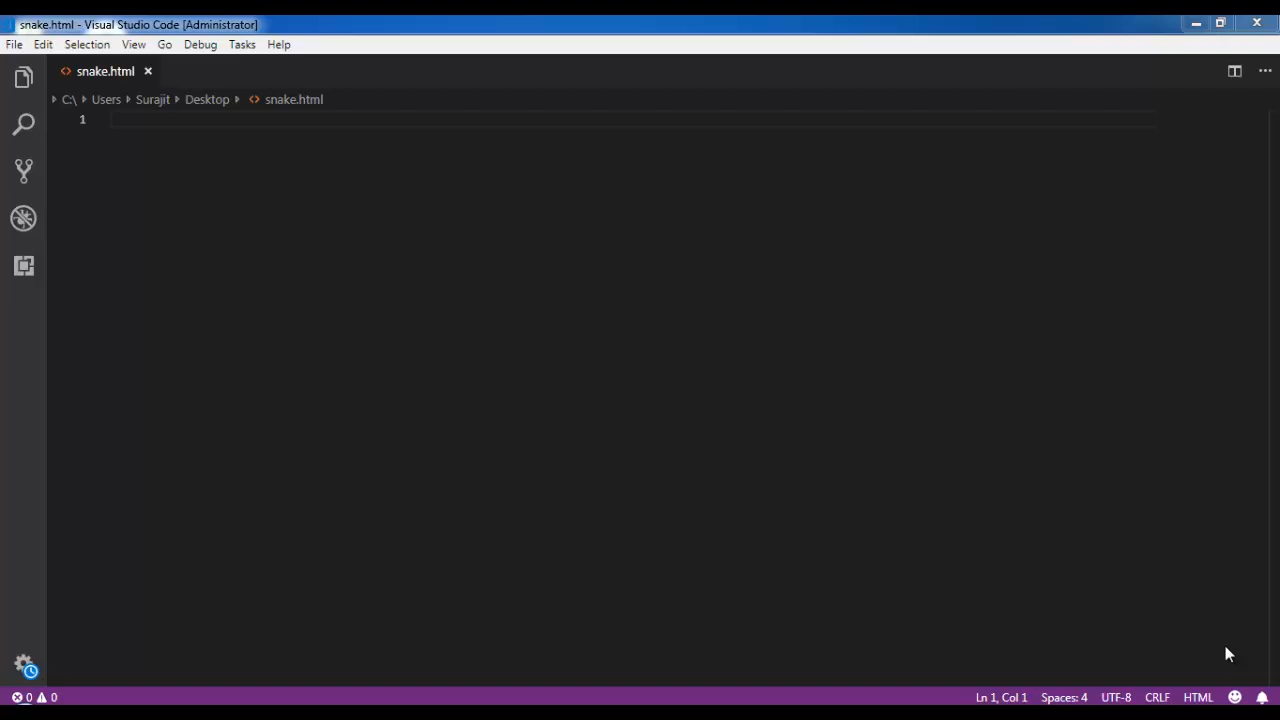 snake.html - Visual Studio Code [Administrator]
File Edit Selection View Go Debug Tasks Help
snake.html
C:\ Users Surajit Desktop snake.html
1
0 0 Ln 1, Col 1 Spaces: 4 UTF-8 CRLF HTML